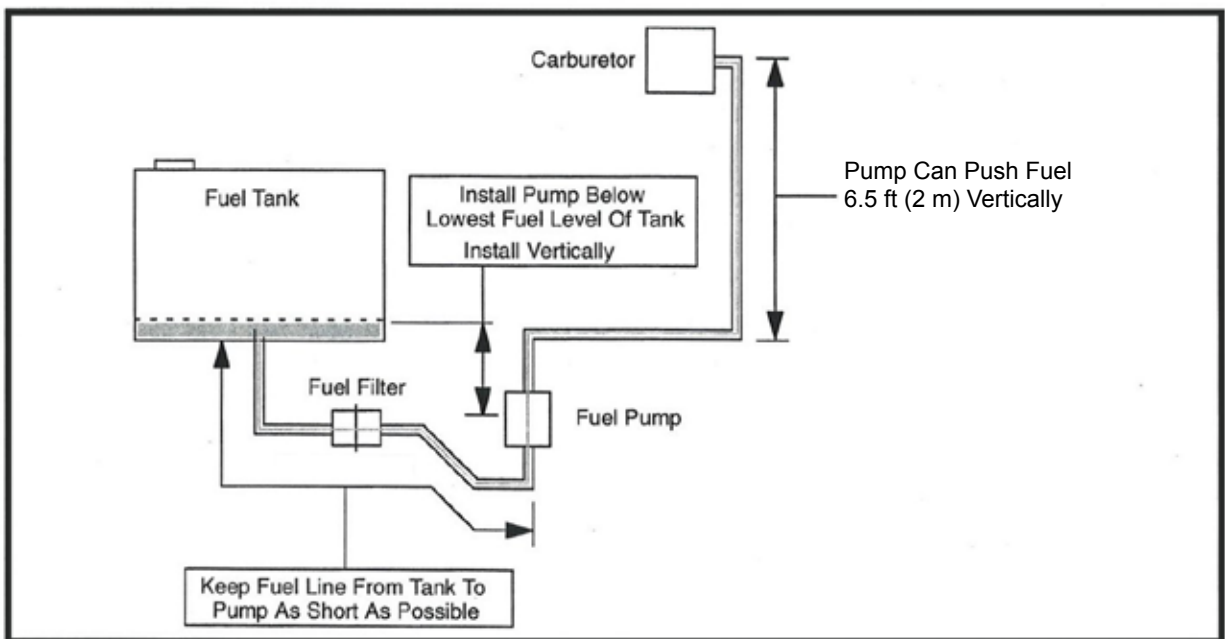 Carburetor
Pump Can Push Fuel
6.5 ft (2 m) Vertically
Fuel Tank
Install Pump Below
Lowest Fuel Level Of Tank
Install Vertically
Fuel Filter
Fuel Pump
Keep Fuel Line From Tank To
Pump As Short As Possible